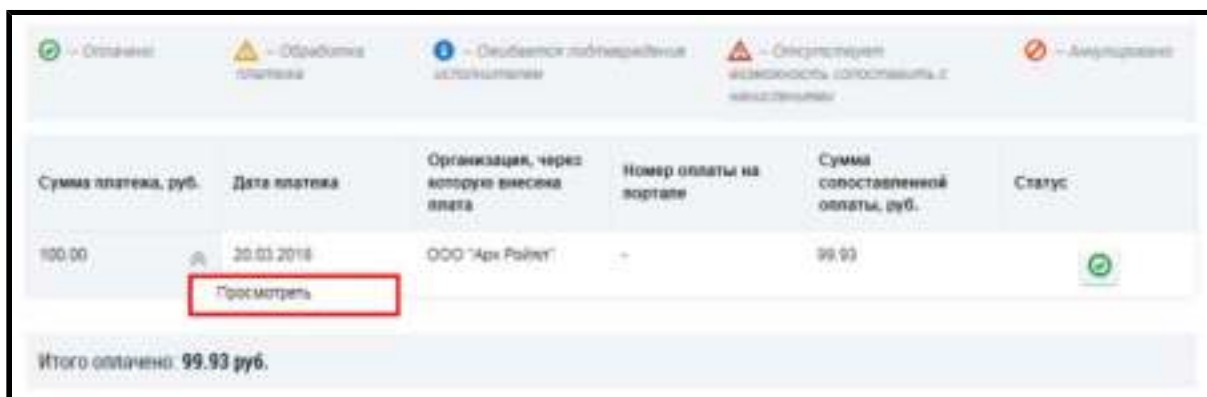 – Оплачено
– Обработка
платежа
– Ожидается подтверждение
исполнителем
– Отсутствует
возможность сопоставить с
начислениями
– Аннулировано
Сумма платежа, руб.
Дата платежа
Организация, через
которую внесена
плата
Номер оплаты на
портале
Сумма
сопоставленной
оплаты, руб.
Статус
100.00
20.03.2018
ООО "Арх
-
99.93
Просмотреть
Итого оплачено: 99.93 руб.